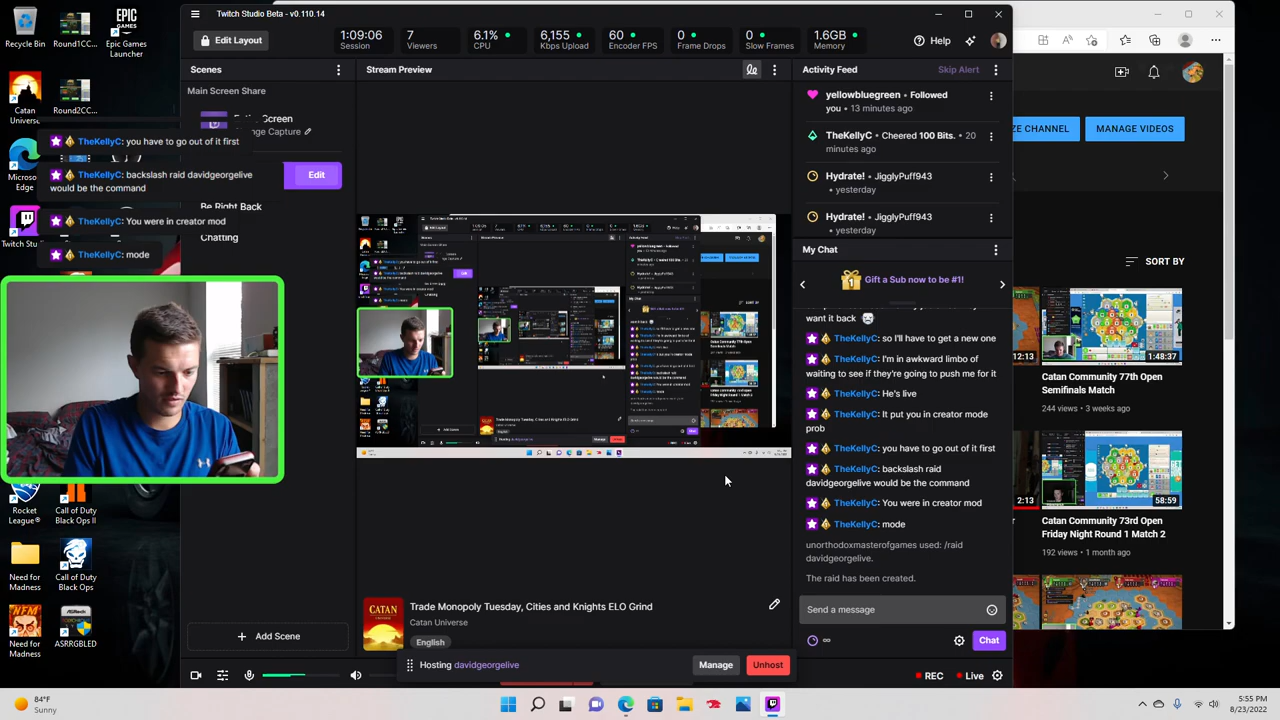 Twitch Studio Beta - v0.110.14
Recycle Bin
Round1CC...
Epic Games Launcher
EPIC GAMES
Edit Layout
1:09:06
Session
7
Viewers
6.1%
CPU
6,155
Kbps Upload
60
Encoder FPS
0
Frame Drops
0
Slow Frames
1.6GB
Memory
Help
Scenes
Stream Preview
Activity Feed
Skip Alert
Main Screen Share
Catan Universe
Round2CC...
yellowbluegreen • Followed
you • 13 minutes ago
TheKellyC • Cheered 100 Bits. • 20
minutes ago
Hydrate! • JigglyPuff943
• yesterday
Hydrate! • JigglyPuff943
• yesterday
MANAGE VIDEOS
TheKellyC: you have to go out of it first
TheKellyC: backslash raid davidgeorgelive
would be the command
TheKellyC: You were in creator mod
TheKellyC: mode
Edit
Microsoft Edge
Twitch Studio
Be Right Back
My Chat
Gift a Sub now to be #1!
want it back
TheKellyC: so I'll have to get a new one
TheKellyC: I'm in awkward limbo of
waiting to see if they're going to ush me for it
TheKellyC: He's live
TheKellyC: It put you in creator mode
prob
TheKellyC: you have to go out of it first
TheKellyC: backslash raid
davidgeorgelive would be the command
TheKellyC: You were in creator mod
TheKellyC: mode
unorthodoxmasterofgames used: /raid
davidgeorgelive.
The raid has been created.
Send a message
Chat
SORT BY
12:13
1:48:37
Catan Community 77th Open
Semifinals Match
244 views • 3 weeks ago
2:13
58:59
Catan Community 73rd Open
Friday Night Round 1 Match 2
192 views • 1 month ago
Rocket League®
Call of Duty Black Ops II
Call of Duty Black Ops
Need for Madness
ASRRGBLED
CATAN
Trade Monopoly Tuesday, Cities and Knights ELO Grind
Catan Universe
English
Hosting davidgeorgelive
Manage
Unhost
Add Scene
REC
Live
84°F
Sunny
5:55 PM
8/23/2022